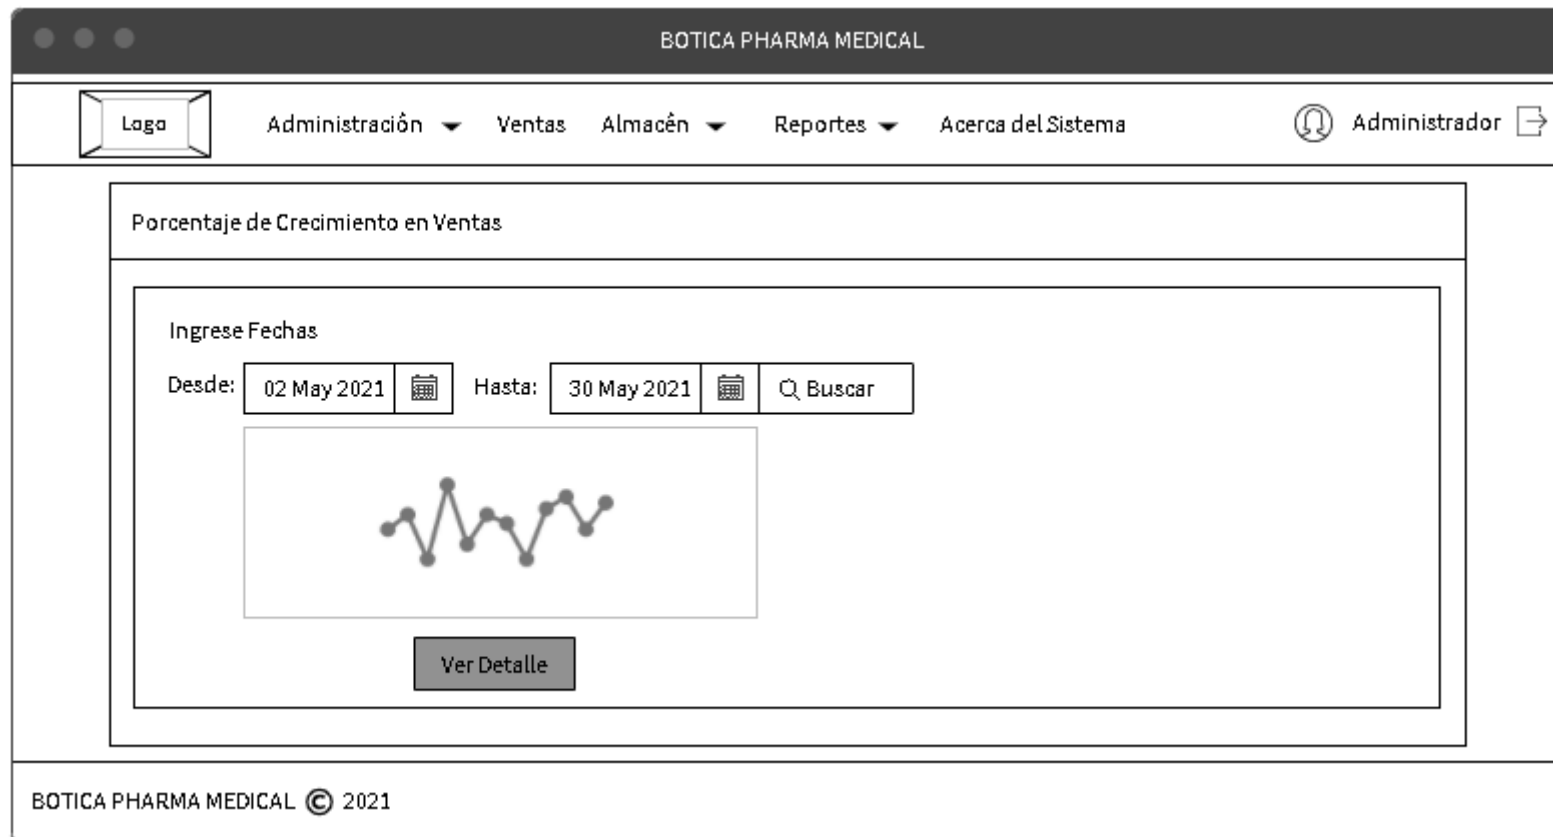 BOTICA PHARMA MEDICAL
Logo Administración Ventas Almacén Reportes Acerca del Sistema Administrador
Porcentaje de Crecimiento en Ventas
Ingrese Fechas
Desde: 02 May 2021 Hasta: 30 May 2021 Buscar
Ver Detalle
BOTICA PHARMA MEDICAL © 2021